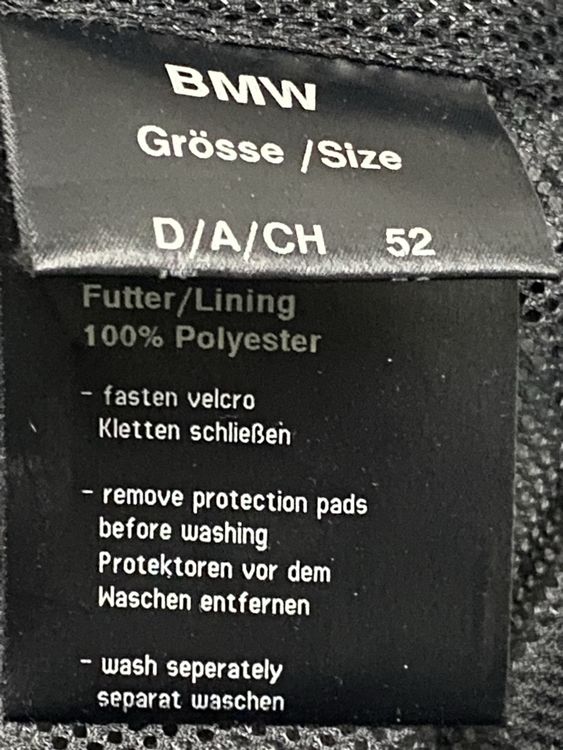 BMW
Grösse /Size
D/A/CH 52
Futter/Lining
100% Polyester
- fasten velcro
Kletten schließen
- remove protection pads
before washing
Protektoren vor dem
Waschen entfernen
- wash seperately
separat waschen